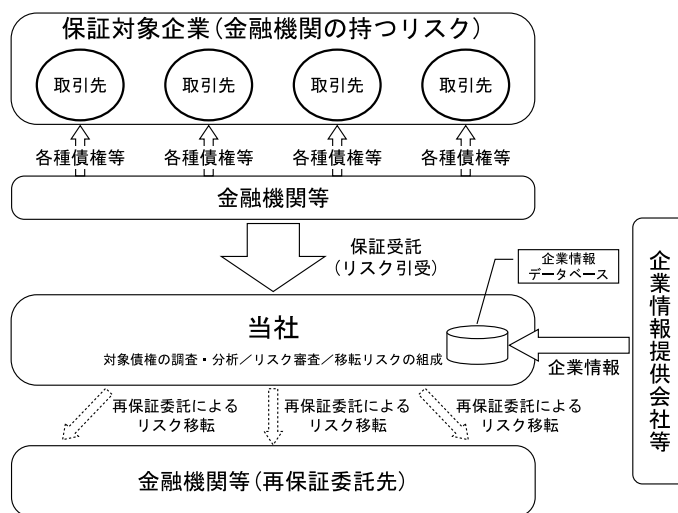 保証対象企業(金融機関の持つリスク)
取引先
取引先
取引先
取引先
各種債権等
各種債権等
各種債権等
各種債権等
金融機関等
保証受託
(リスク引受)
企業情報
データベース
当社
対象債権の調査・分析／リスク審査／移転リスクの組成
企業情報
企業情報提供会社等
再保証委託による
リスク移転
再保証委託による
リスク移転
再保証委託による
リスク移転
金融機関等(再保証委託先)